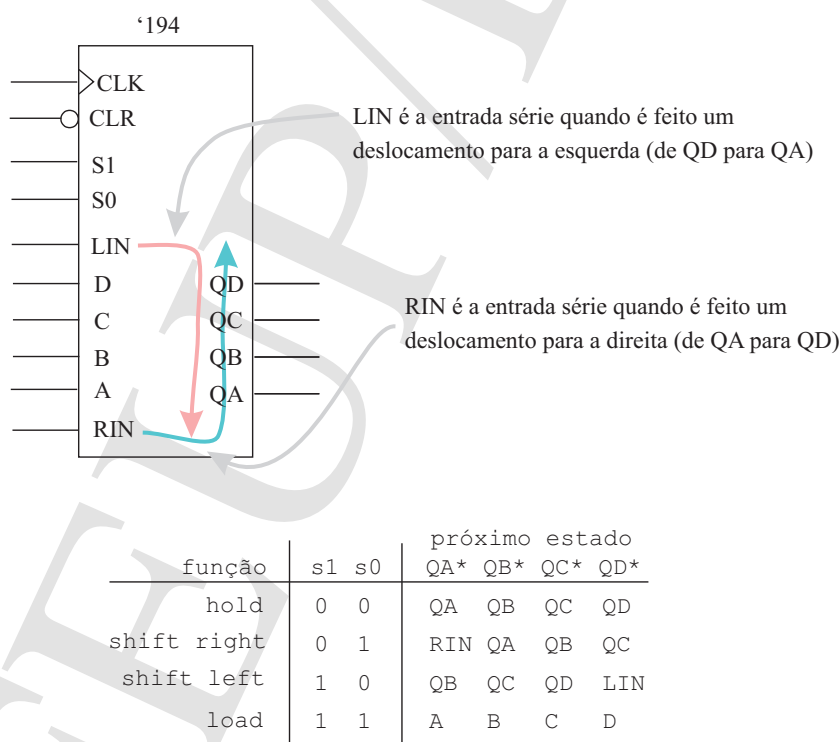 ‘194
CLK
CLR
S1
S0
LIN
D
C
B
A
RIN
QD
QC
QB
QA
LIN é a entrada série quando é feito um
deslocamento para a esquerda (de QD para QA)
RIN é a entrada série quando é feito um
deslocamento para a direita (de QA para QD)
próximo estado
função s1 s0 QA* QB* QC* QD*
hold 0 0 QA QB QC QD
shift right 0 1 RIN QA QB QC
shift left 1 0 QB QC QD LIN
load 1 1 A B C D